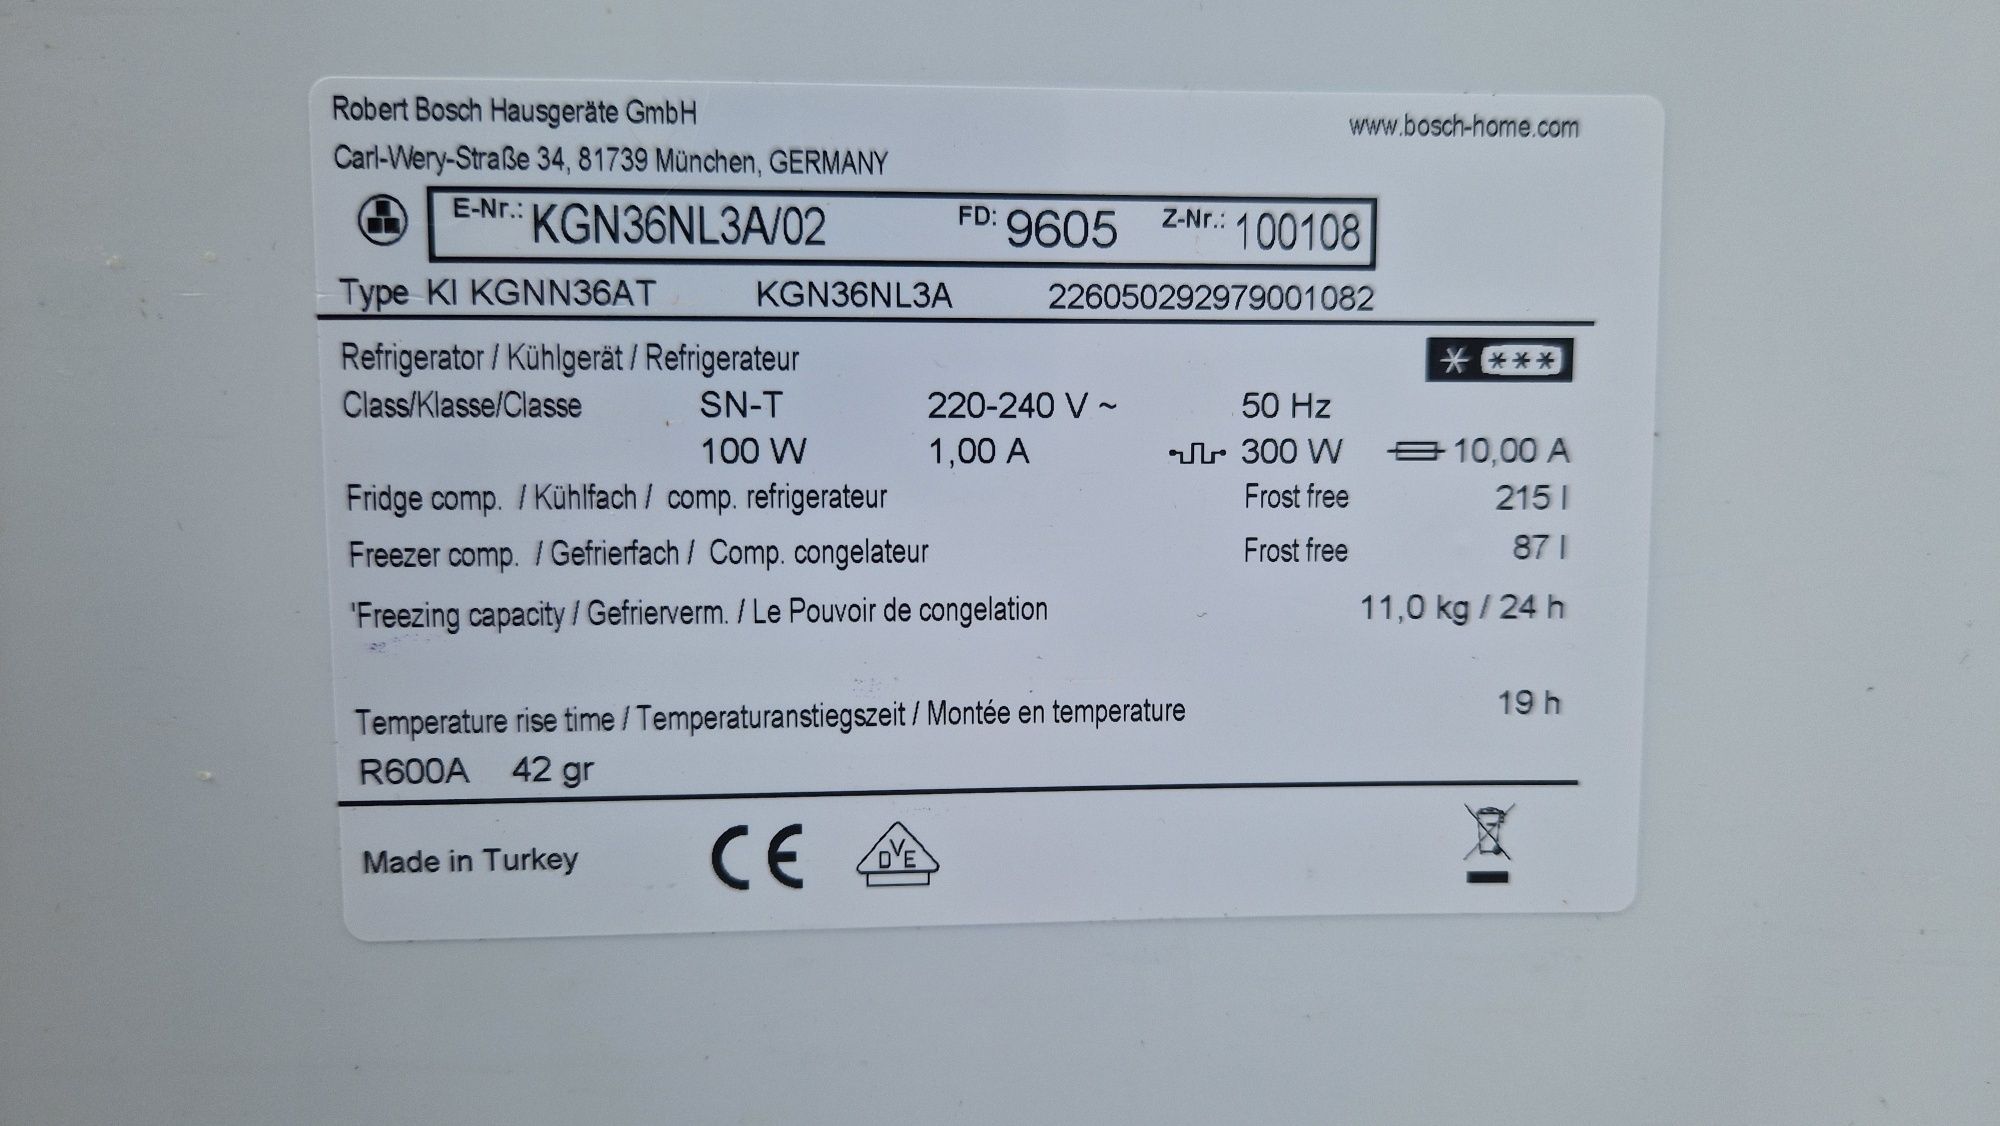 Robert Bosch Hausgeräte GmbH
www.bosch-home.com
Carl-Wery-Straße 34, 81739 München, GERMANY
E-Nr.: KGN36NL3A/02 FD: 9605 Z-Nr.: 100108
Type KI KGNN36AT KGN36NL3A 226050292979001082
Refrigerator / Kühlgerät / Refrigerateur
Class/Klasse/Classe SN-T 220-240 V ~ 50 Hz
100 W 1,00 A 300 W 10,00 A
Fridge comp. / Kühlfach / comp. refrigerateur Frost free 215 l
Freezer comp. / Gefrierfach / Comp. congelateur Frost free 87 l
'Freezing capacity / Gefrierverm. / Le Pouvoir de congelation 11,0 kg / 24 h
Temperature rise time / Temperaturanstiegszeit / Montée en temperature 19 h
R600A 42 gr
Made in Turkey CE DVE